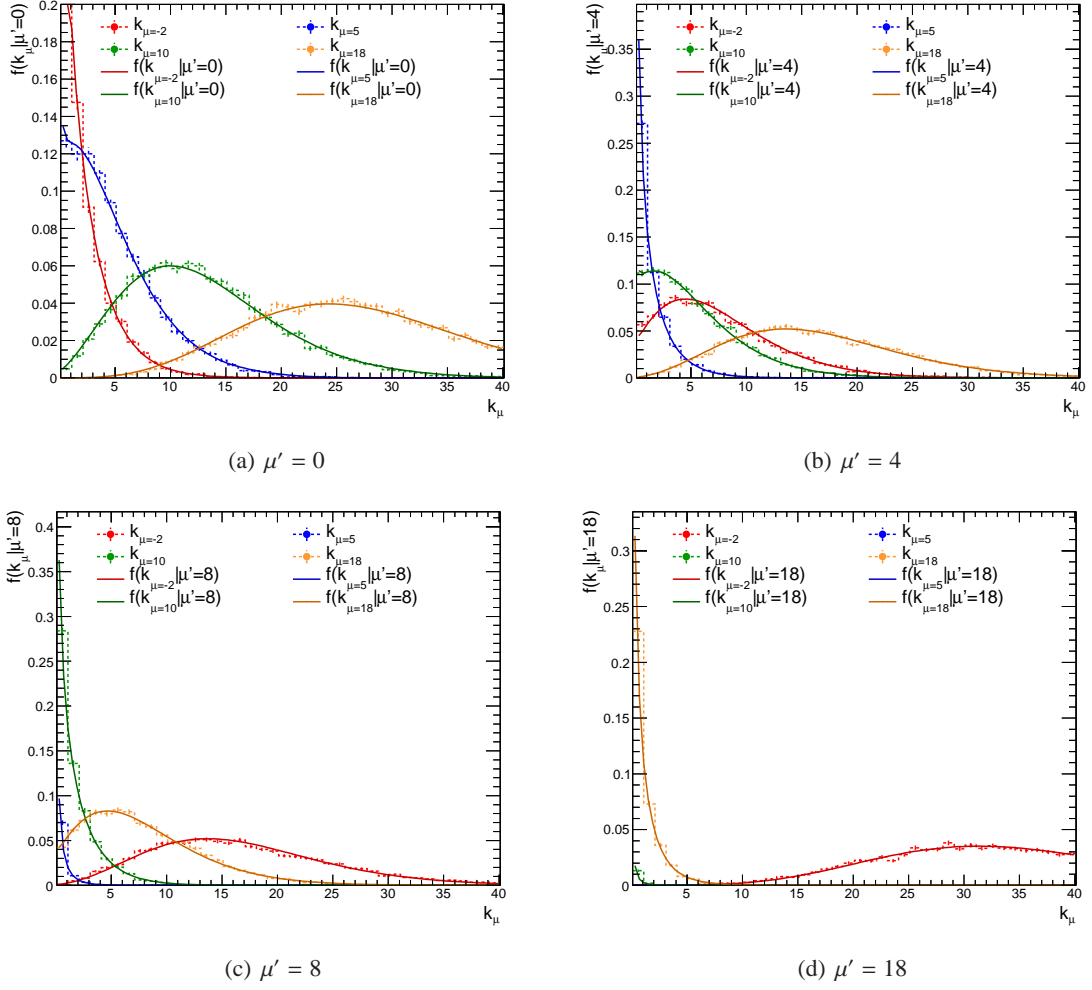 f(k_μ|μ'=0)
0.2
0.18
0.16
0.14
0.12
0.1
0.08
0.06
0.04
0.02
0
k_μ=-2
k_μ=5
k_μ=10
k_μ=18
f(k_μ=-2|μ'=0)
f(k_μ=5|μ'=0)
f(k_μ=10|μ'=0)
f(k_μ=18|μ'=0)
5 10 15 20 25 30 35 40
k_μ
(a) μ′ = 0
f(k_μ|μ'=4)
0.35
0.3
0.25
0.2
0.15
0.1
0.05
0
k_μ=-2
k_μ=5
k_μ=10
k_μ=18
f(k_μ=-2|μ'=4)
f(k_μ=5|μ'=4)
f(k_μ=10|μ'=4)
f(k_μ=18|μ'=4)
5 10 15 20 25 30 35 40
k_μ
(b) μ′ = 4
f(k_μ|μ'=8)
0.4
0.35
0.3
0.25
0.2
0.15
0.1
0.05
0
k_μ=-2
k_μ=5
k_μ=10
k_μ=18
f(k_μ=-2|μ'=8)
f(k_μ=5|μ'=8)
f(k_μ=10|μ'=8)
f(k_μ=18|μ'=8)
5 10 15 20 25 30 35 40
k_μ
(c) μ′ = 8
f(k_μ|μ'=18)
0.3
0.25
0.2
0.15
0.1
0.05
0
k_μ=-2
k_μ=5
k_μ=10
k_μ=18
f(k_μ=-2|μ'=18)
f(k_μ=5|μ'=18)
f(k_μ=10|μ'=18)
f(k_μ=18|μ'=18)
5 10 15 20 25 30 35 40
k_μ
(d) μ′ = 18